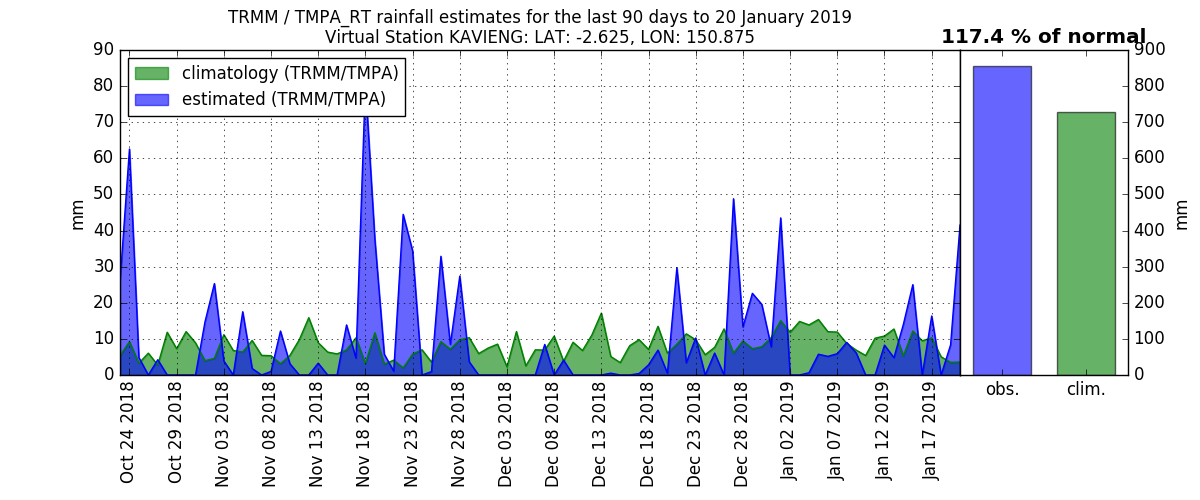 TRMM / TMPA_RT rainfall estimates for the last 90 days to 20 January 2019
Virtual Station KAVIENG: LAT: -2.625, LON: 150.875
117.4 % of normal
climatology (TRMM/TMPA)
estimated (TRMM/TMPA)
mm
90
80
70
60
50
40
30
20
10
0
Oct 24 2018
Oct 29 2018
Nov 03 2018
Nov 08 2018
Nov 13 2018
Nov 18 2018
Nov 23 2018
Nov 28 2018
Dec 03 2018
Dec 08 2018
Dec 13 2018
Dec 18 2018
Dec 23 2018
Dec 28 2018
Jan 02 2019
Jan 07 2019
Jan 12 2019
Jan 17 2019
obs.
clim.
900
800
700
600
500
400
300
200
100
0
mm